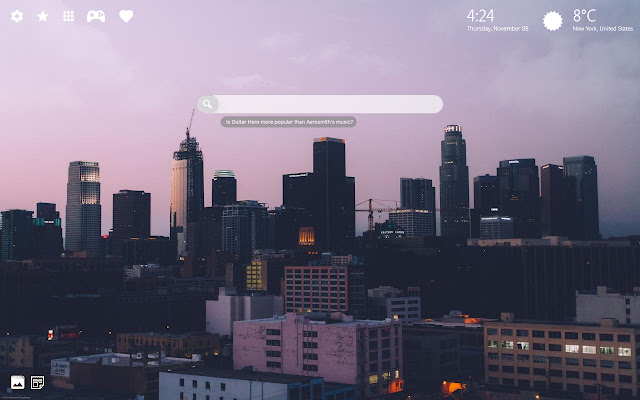 4:24
Thursday, November 08
8°C
New York, United States
Is Guitar Hero more popular than Aerosmith's music?